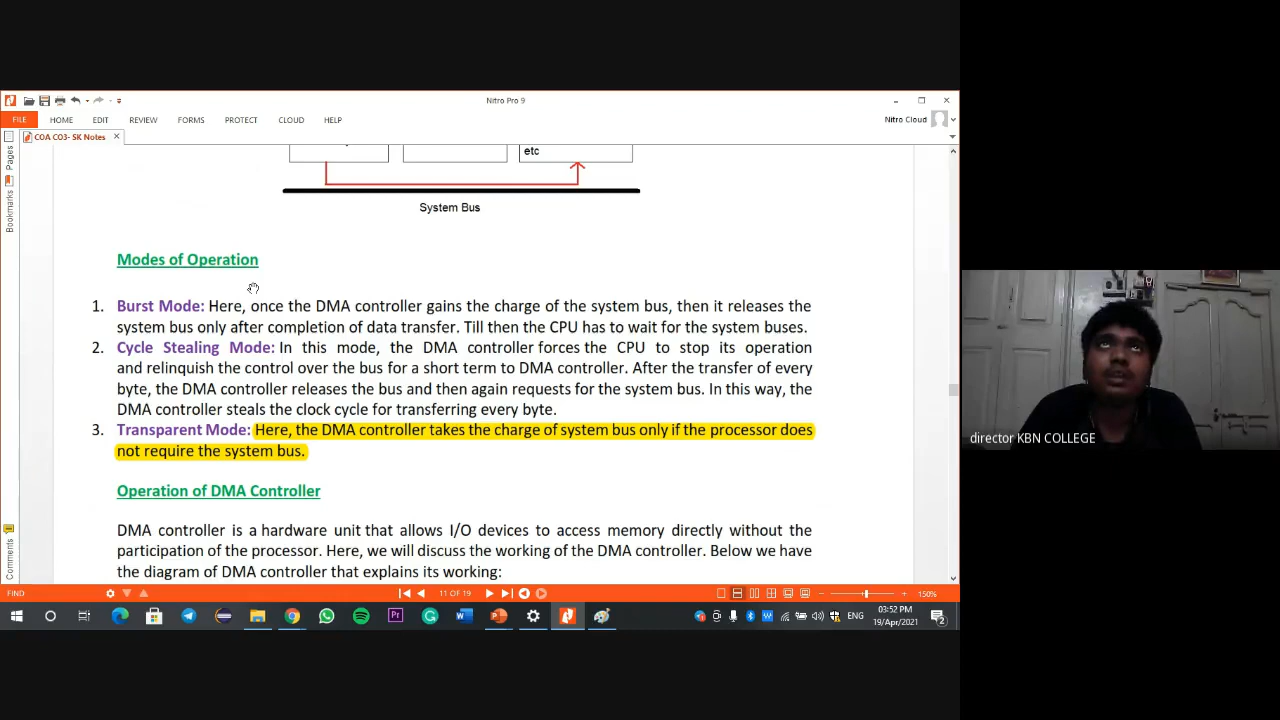 Nitro Pro 9
FILE HOME EDIT REVIEW FORMS PROTECT CLOUD HELP
Nitro Cloud
COA CO3- SK Notes
Pages
Bookmarks
Comments
etc
System Bus
Modes of Operation
1. Burst Mode: Here, once the DMA controller gains the charge of the system bus, then it releases the
system bus only after completion of data transfer. Till then the CPU has to wait for the system buses.
2. Cycle Stealing Mode: In this mode, the DMA controller forces the CPU to stop its operation
and relinquish the control over the bus for a short term to DMA controller. After the transfer of every
byte, the DMA controller releases the bus and then again requests for the system bus. In this way, the
DMA controller steals the clock cycle for transferring every byte.
3. Transparent Mode: Here, the DMA controller takes the charge of system bus only if the processor does
not require the system bus.
Operation of DMA Controller
DMA controller is a hardware unit that allows I/O devices to access memory directly without the
participation of the processor. Here, we will discuss the working of the DMA controller. Below we have
the diagram of DMA controller that explains its working:
director KBN COLLEGE
FIND
11 OF 19
150%
ENG
03:52 PM
19/Apr/2021
2